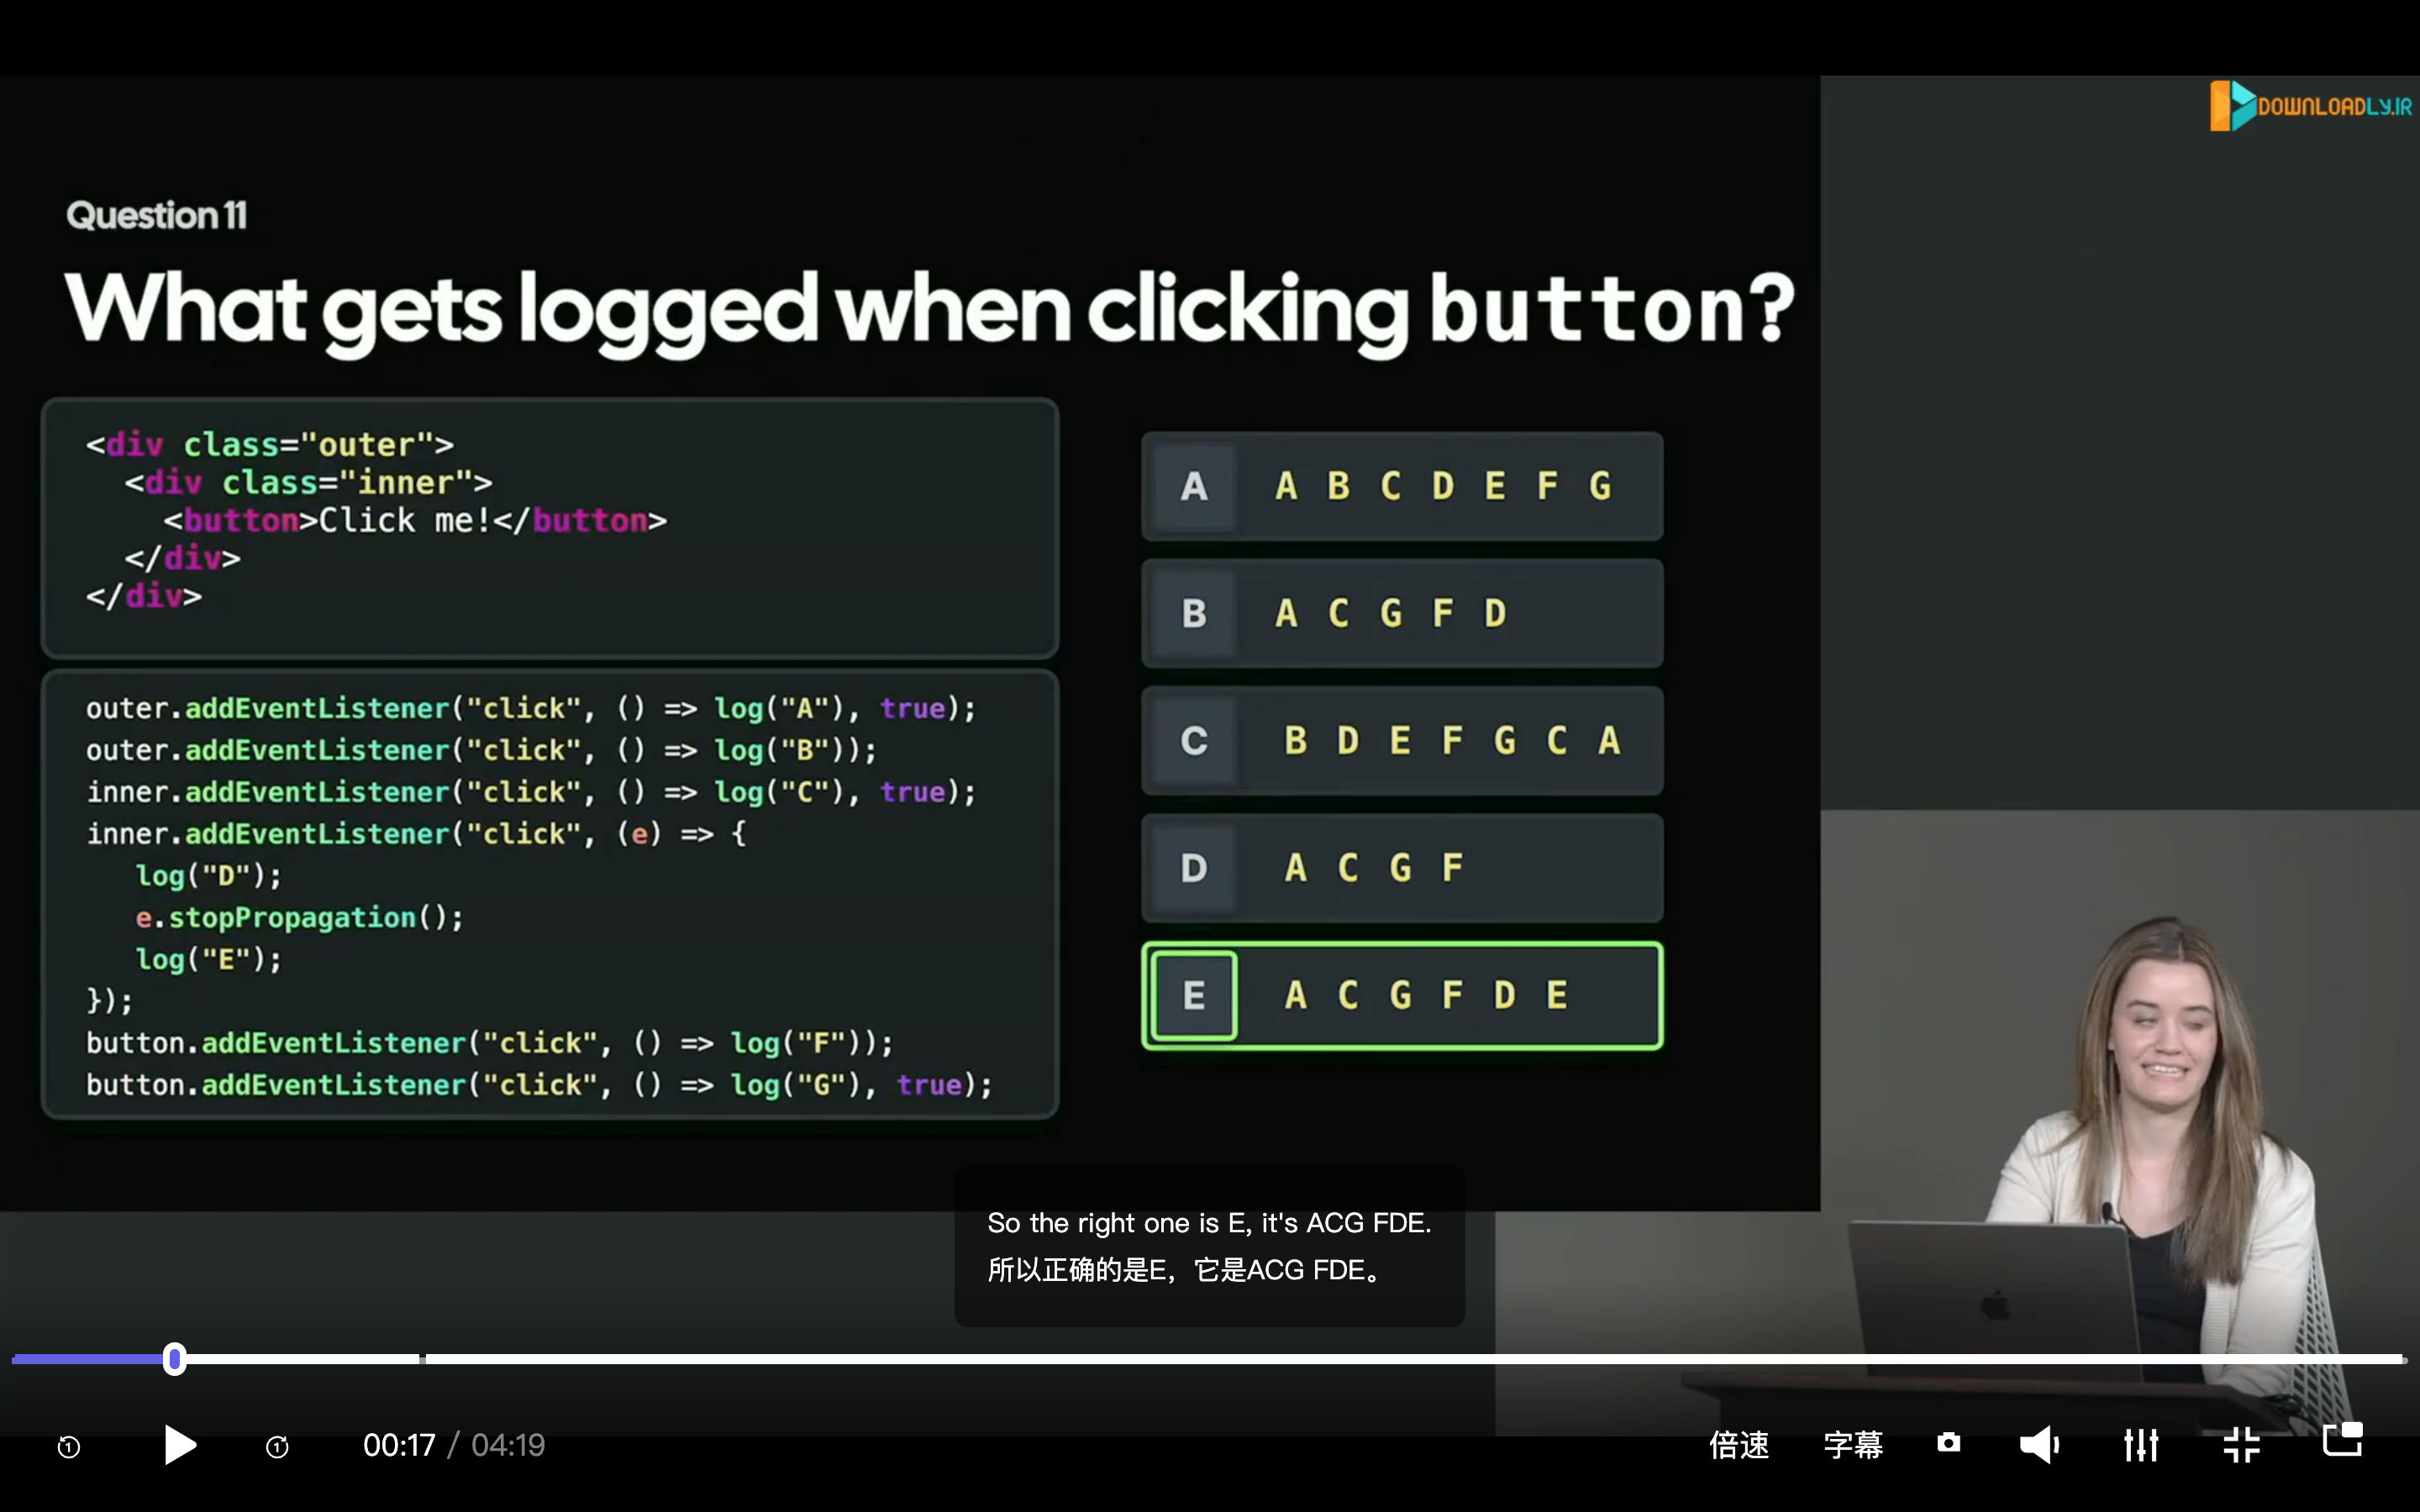 DOWNLOADLY.IR
Question 11
What gets logged when clicking button?
<div class="outer">
<div class="inner">
<button>Click me!</button>
</div>
</div>
outer.addEventListener("click", () => log("A"), true);
outer.addEventListener("click", () => log("B"));
inner.addEventListener("click", () => log("C"), true);
inner.addEventListener("click", (e) => {
log("D");
e.stopPropagation();
log("E");
});
button.addEventListener("click", () => log("F"));
button.addEventListener("click", () => log("G"), true);
A A B C D E F G
B A C G F D
C B D E F G C A
D A C G F
E A C G F D E
So the right one is E, it's ACG FDE.
所以正确的是E，它是ACG FDE。
1
1
00:17 / 04:19
倍速
字幕